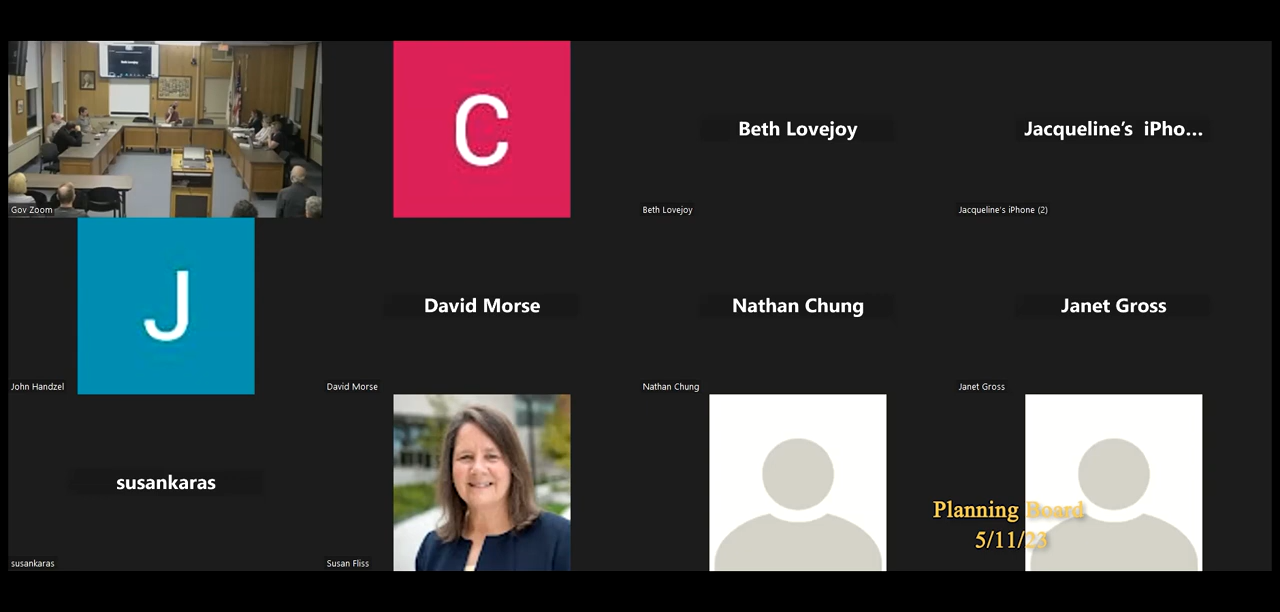 C
Beth Lovejoy
Jacqueline's iPho...
Gov Zoom
Beth Lovejoy
Jacqueline's iPhone (2)
J
David Morse
Nathan Chung
Janet Gross
John Handzel
David Morse
Nathan Chung
Janet Gross
susankaras
Planning Board
5/11/23
susankaras
Susan Fliss